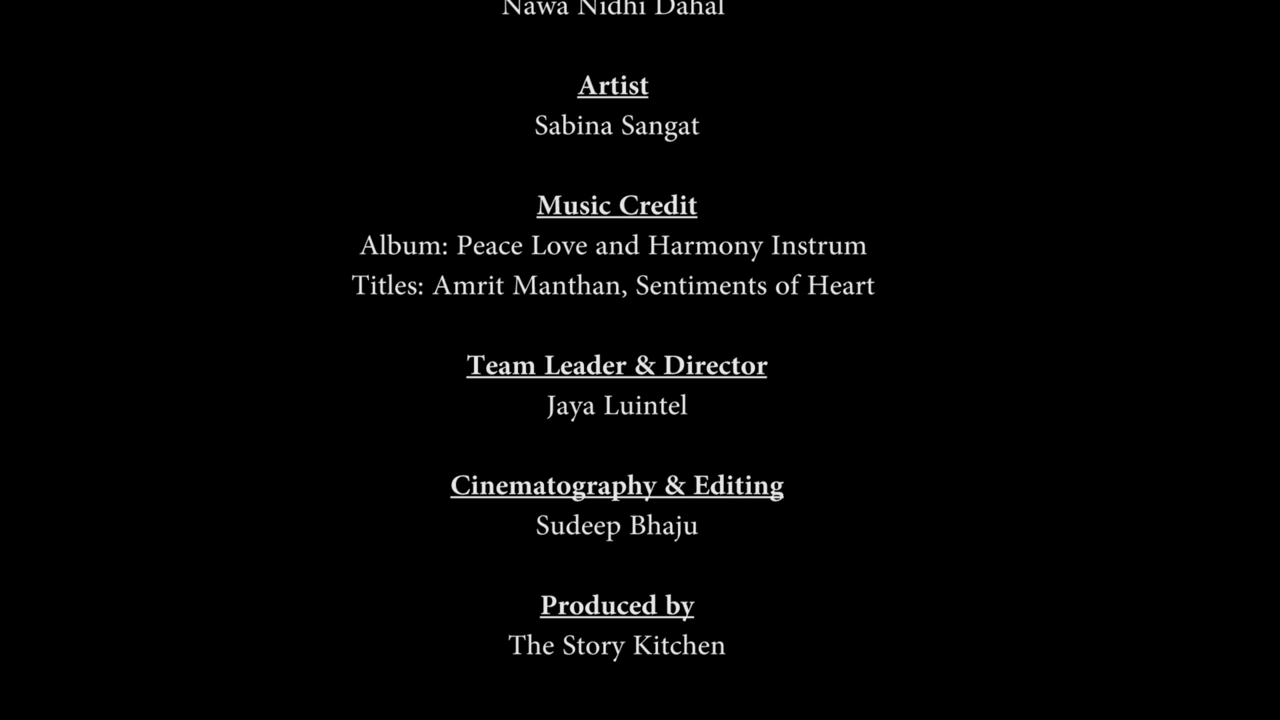 Nawa Nidhi Dahal
Artist
Sabina Sangat
Music Credit
Album: Peace Love and Harmony Instrum
Titles: Amrit Manthan, Sentiments of Heart
Team Leader & Director
Jaya Luintel
Cinematography & Editing
Sudeep Bhaju
Produced by
The Story Kitchen